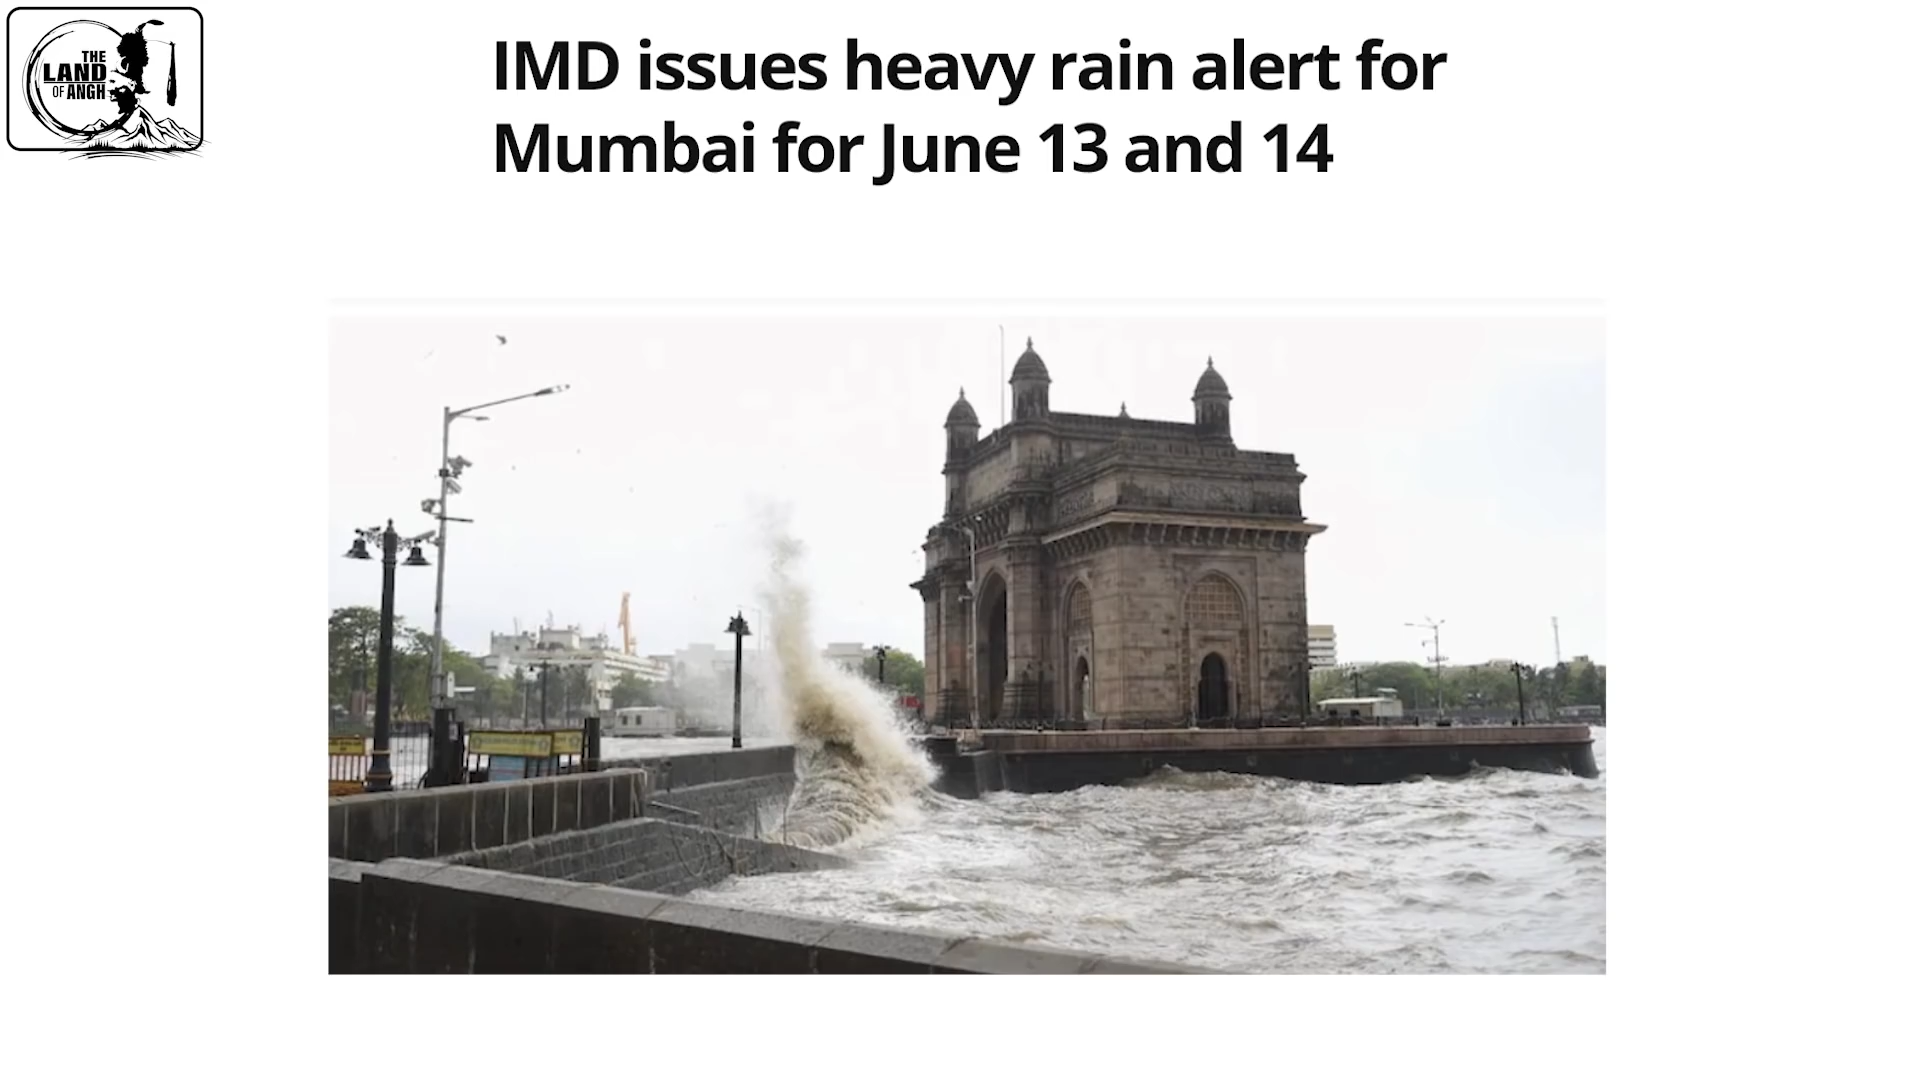 THE
LAND
OF ANGH
IMD issues heavy rain alert for
Mumbai for June 13 and 14